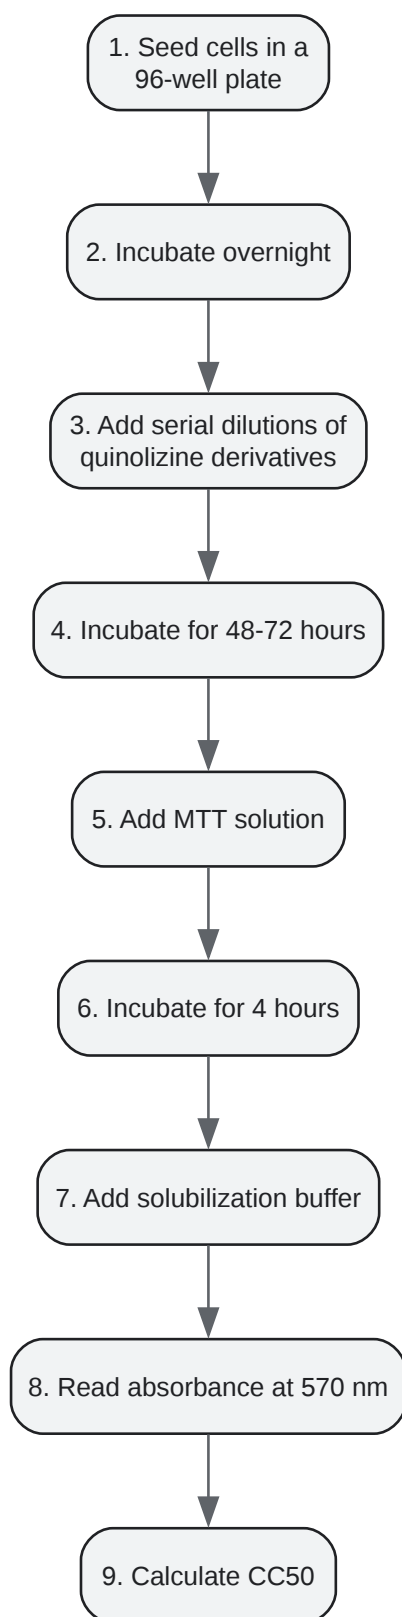 1. Seed cells in a
96-well plate
2. Incubate overnight
3. Add serial dilutions of
quinolizine derivatives
4. Incubate for 48-72 hours
5. Add MTT solution
6. Incubate for 4 hours
7. Add solubilization buffer
8. Read absorbance at 570 nm
9. Calculate CC50